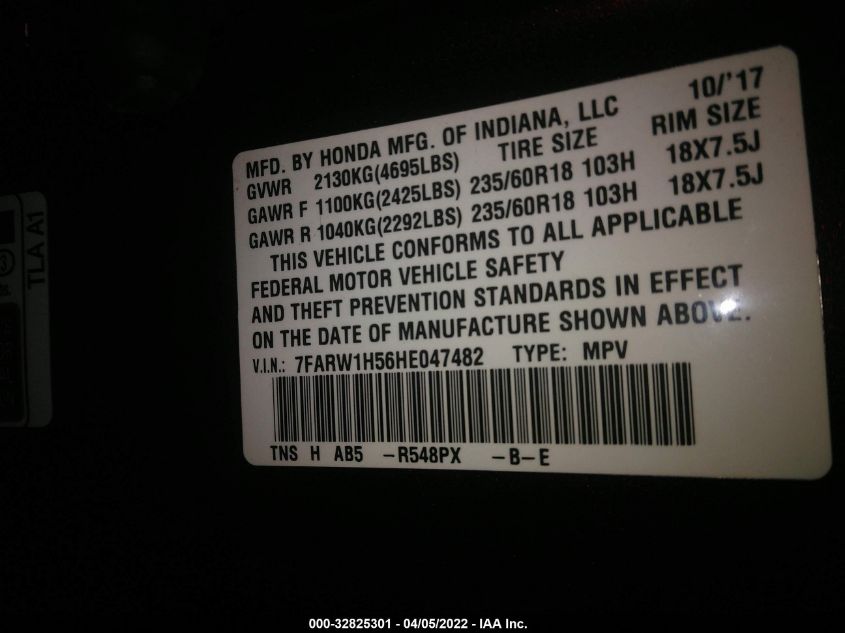 10/'17
MFD. BY HONDA MFG. OF INDIANA, LLC
GVWR 2130KG(4695LBS) TIRE SIZE RIM SIZE
GAWR F 1100KG(2425LBS) 235/60R18 103H 18X7.5J
GAWR R 1040KG(2292LBS) 235/60R18 103H 18X7.5J
THIS VEHICLE CONFORMS TO ALL APPLICABLE
FEDERAL MOTOR VEHICLE SAFETY
AND THEFT PREVENTION STANDARDS IN EFFECT
ON THE DATE OF MANUFACTURE SHOWN ABOVE.
V.I.N.: 7FARW1H56HE047482 TYPE: MPV
TNS H AB5 -R548PX -B-E
TLA A1
000-32825301 - 04/05/2022 - IAA Inc.